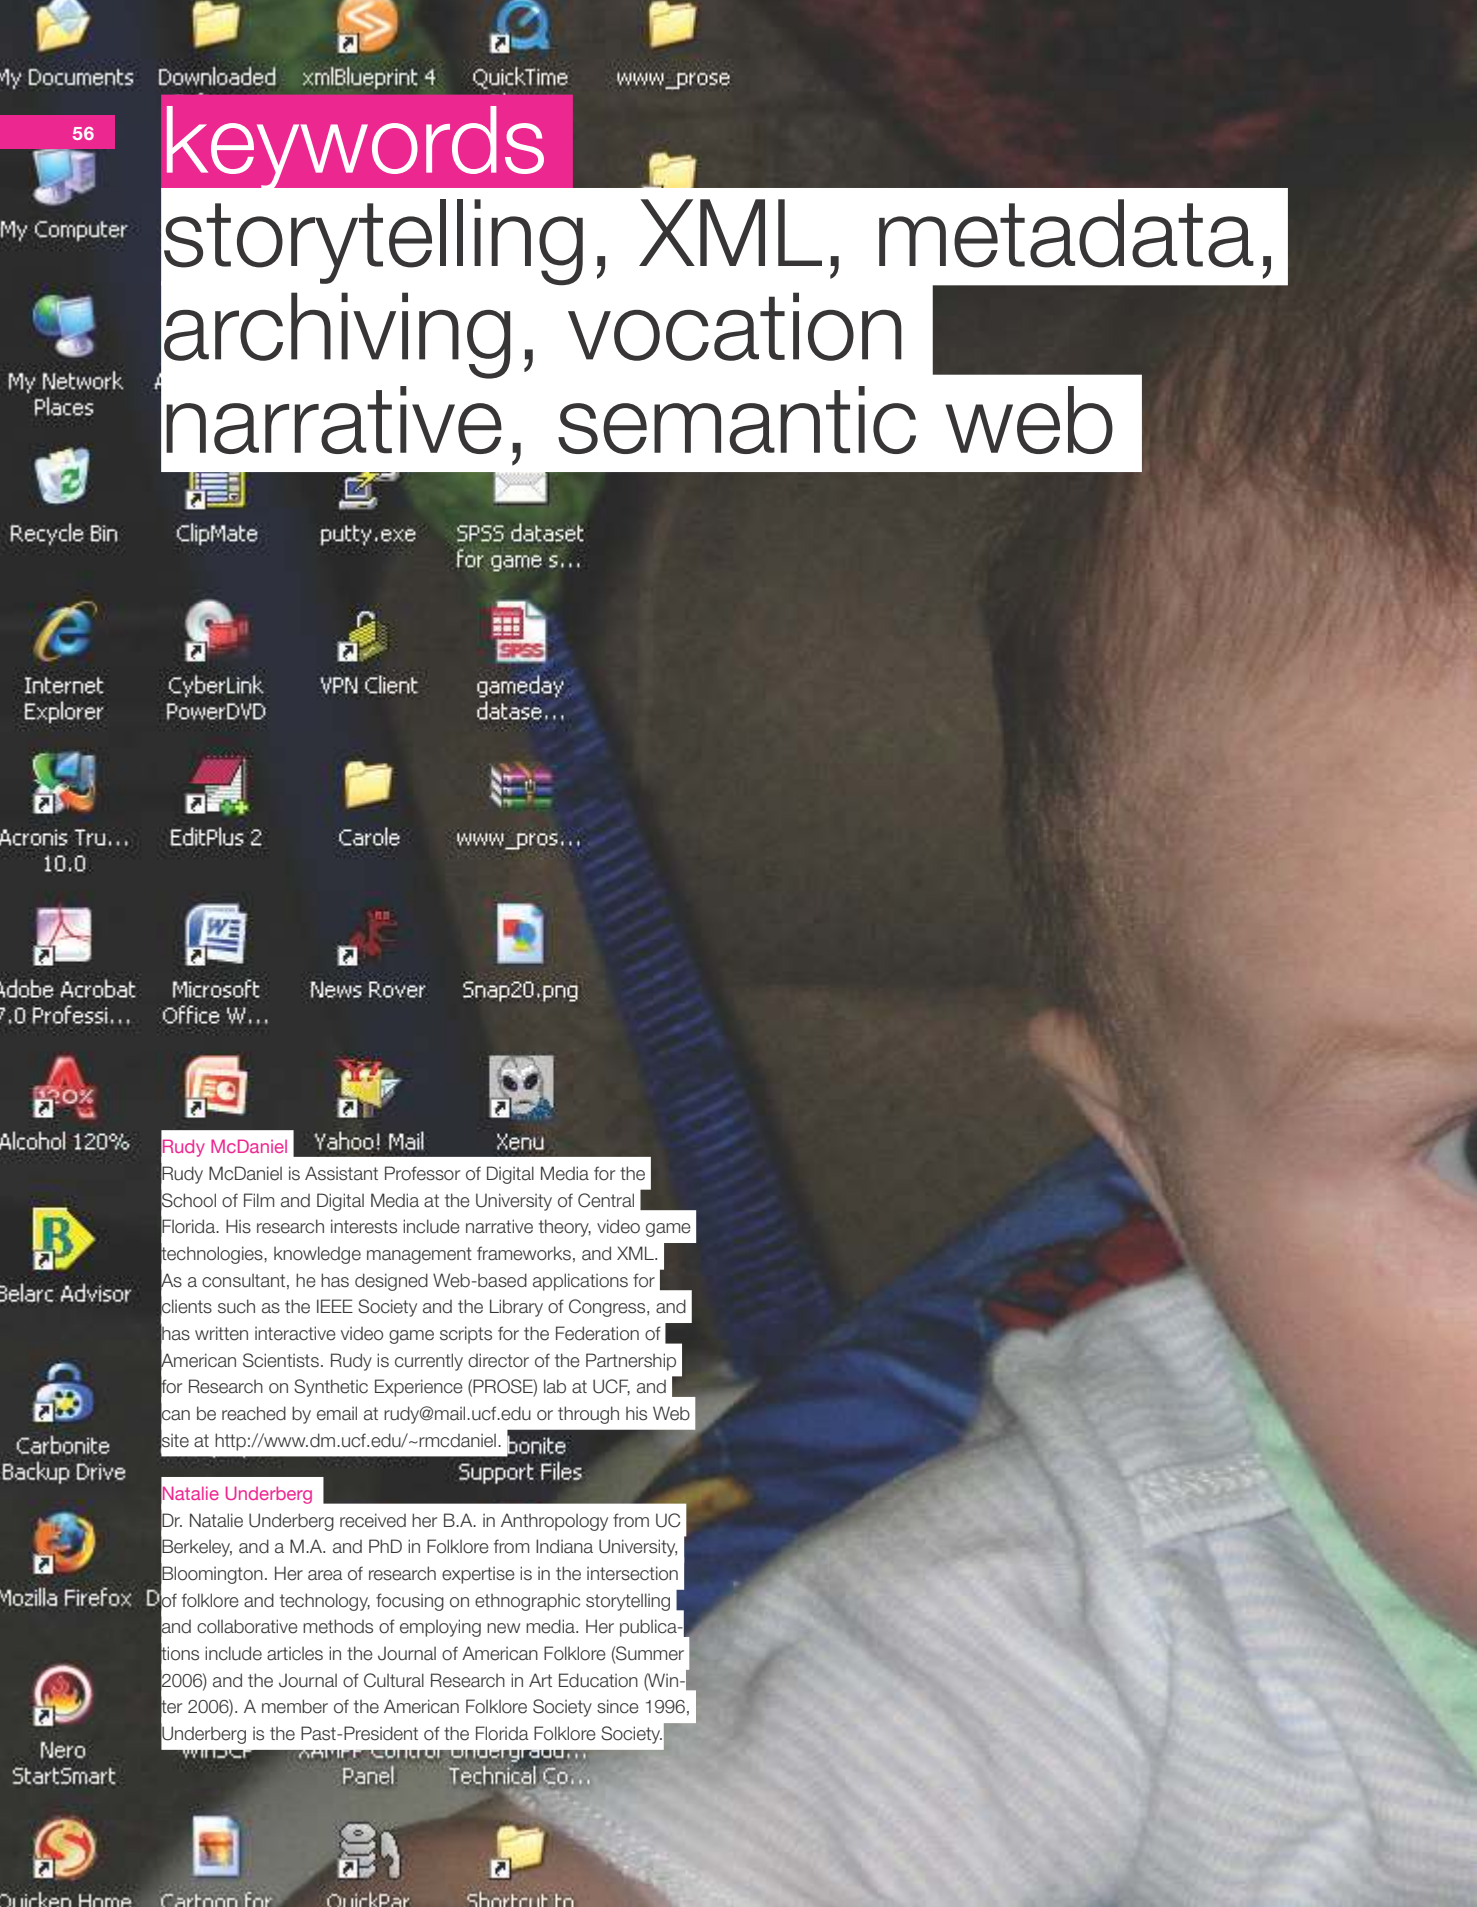 My Documents
Downloaded
xmlBlueprint 4
QuickTime
www_prose
56
keywords
storytelling, XML, metadata,
archiving, vocation
narrative, semantic web
My Computer
My Network
Places
Recycle Bin
ClipMate
putty.exe
SPSS dataset
for game s...
Internet
Explorer
CyberLink
PowerDVD
VPN Client
SPSS
gameday
datase...
Acronis Tru...
10.0
EditPlus 2
Carole
www_pros...
Adobe Acrobat
7.0 Professi...
Microsoft
Office W...
News Rover
Snap20.png
120%
Alcohol 120%
Yahoo! Mail
Xenu
Belarc Advisor
Rudy McDaniel
Rudy McDaniel is Assistant Professor of Digital Media for the
School of Film and Digital Media at the University of Central
Florida. His research interests include narrative theory, video game
technologies, knowledge management frameworks, and XML.
As a consultant, he has designed Web-based applications for
clients such as the IEEE Society and the Library of Congress, and
has written interactive video game scripts for the Federation of
American Scientists. Rudy is currently director of the Partnership
for Research on Synthetic Experience (PROSE) lab at UCF, and
can be reached by email at rudy@mail.ucf.edu or through his Web
site at http://www.dm.ucf.edu/~rmcdaniel.
Carbonite
Backup Drive
bonite
Support Files
Natalie Underberg
Dr. Natalie Underberg received her B.A. in Anthropology from UC
Berkeley, and a M.A. and PhD in Folklore from Indiana University,
Bloomington. Her area of research expertise is in the intersection
of folklore and technology, focusing on ethnographic storytelling
and collaborative methods of employing new media. Her publica-
tions include articles in the Journal of American Folklore (Summer
2006) and the Journal of Cultural Research in Art Education (Win-
ter 2006). A member of the American Folklore Society since 1996,
Underberg is the Past-President of the Florida Folklore Society.
Mozilla Firefox
Nero
StartSmart
WinSCP
XAMPP Control
Panel
Undergradu...
Technical Co...
Quicken Home
Cartoon for
QuickPar
Shortcut to